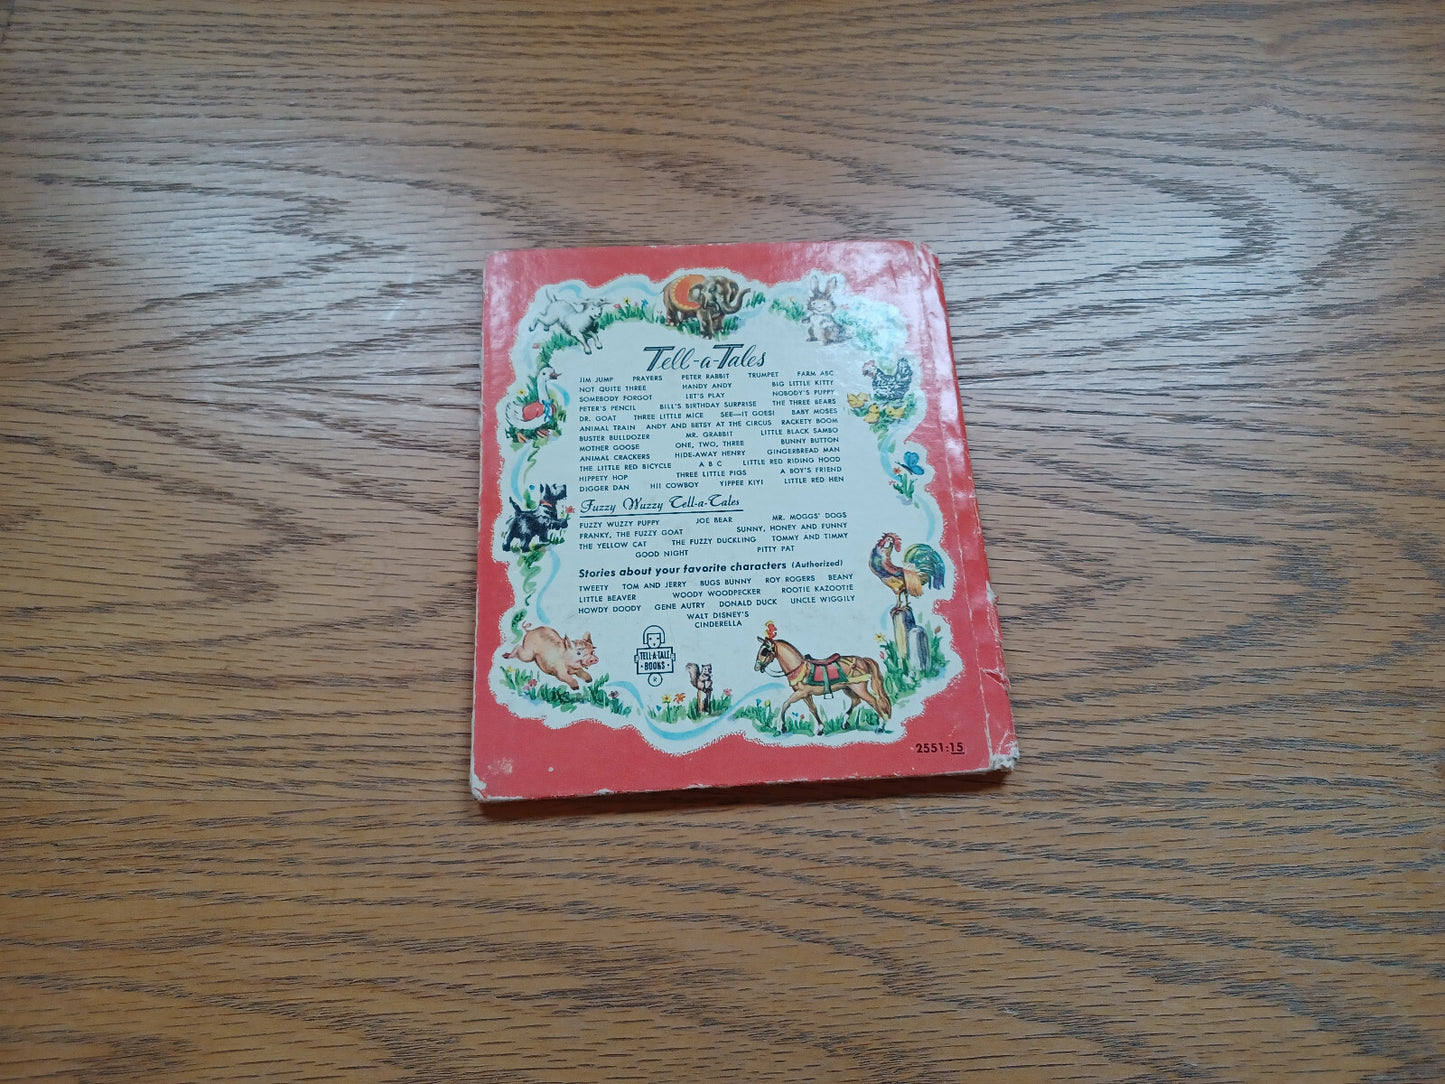 Tell-a-Tales
JIM JUMP PRAYERS PETER RABBIT TRUMPET FARM ABC
NOT QUITE THREE HANDY ANDY BIG LITTLE KITTY
SOMEBODY FORGOT LET'S PLAY NOBODY'S PUPPY
PETER'S PENCIL BILL'S BIRTHDAY SURPRISE THE THREE BEARS
DR. GOAT THREE LITTLE MICE SEE—IT GOES! BABY MOSES
ANIMAL TRAIN ANDY AND BETSY AT THE CIRCUS RACKETY BOOM
BUSTER BULLDOZER MR. GRABBIT LITTLE BLACK SAMBO
MOTHER GOOSE ONE, TWO, THREE BUNNY BUTTON
ANIMAL CRACKERS HIDE-AWAY HENRY GINGERBREAD MAN
THE LITTLE RED BICYCLE A B C LITTLE RED RIDING HOOD
HIPPETY HOP THREE LITTLE PIGS A BOY'S FRIEND
DIGGER DAN HI! COWBOY YIPPEE KIYI LITTLE RED HEN
Fuzzy Wuzzy Tell-a-Tales
FUZZY WUZZY PUPPY JOE BEAR MR. MOGGS' DOGS
FRANKY, THE FUZZY GOAT SUNNY, HONEY AND FUNNY
THE YELLOW CAT THE FUZZY DUCKLING TOMMY AND TIMMY
GOOD NIGHT PITTY PAT
Stories about your favorite characters (Authorized)
TWEETY TOM AND JERRY BUGS BUNNY ROY ROGERS BEANY
LITTLE BEAVER WOODY WOODPECKER ROOTIE KAZOOTIE
HOWDY DOODY GENE AUTRY DONALD DUCK UNCLE WIGGILY
WALT DISNEY'S
CINDERELLA
TELL-A-TALE
BOOKS
R
2551:15